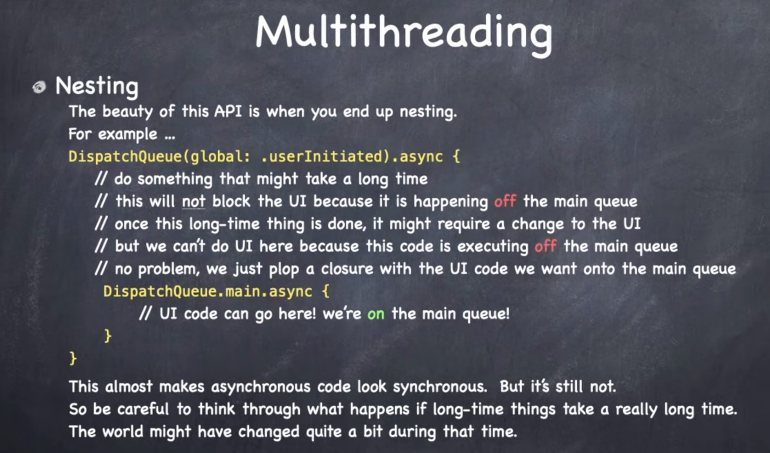 Multithreading
Nesting
The beauty of this API is when you end up nesting.
For example ...
DispatchQueue(global: .userInitiated).async {
// do something that might take a long time
// this will not block the UI because it is happening off the main queue
// once this long-time thing is done, it might require a change to the UI
// but we can't do UI here because this code is executing off the main queue
// no problem, we just plop a closure with the UI code we want onto the main queue
DispatchQueue.main.async {
// UI code can go here! we're on the main queue!
}
}
This almost makes asynchronous code look synchronous. But it's still not.
So be careful to think through what happens if long-time things take a really long time.
The world might have changed quite a bit during that time.